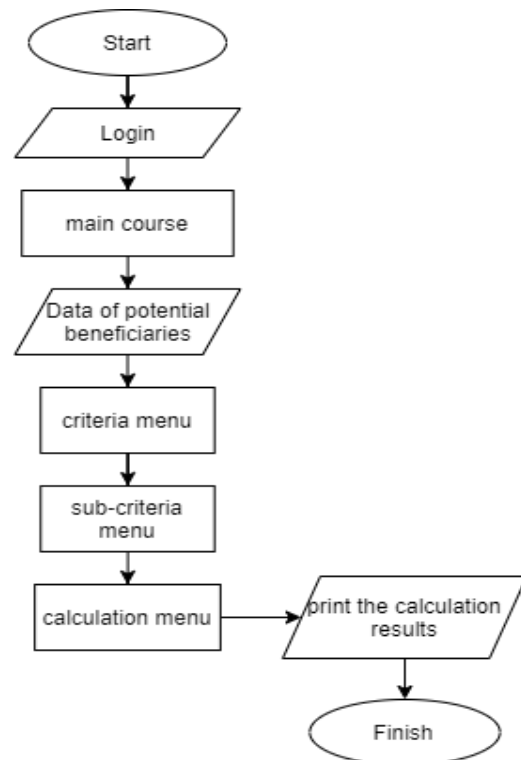 Start
Login
main course
Data of potential
beneficiaries
criteria menu
sub-criteria
menu
calculation menu
print the calculation
results
Finish